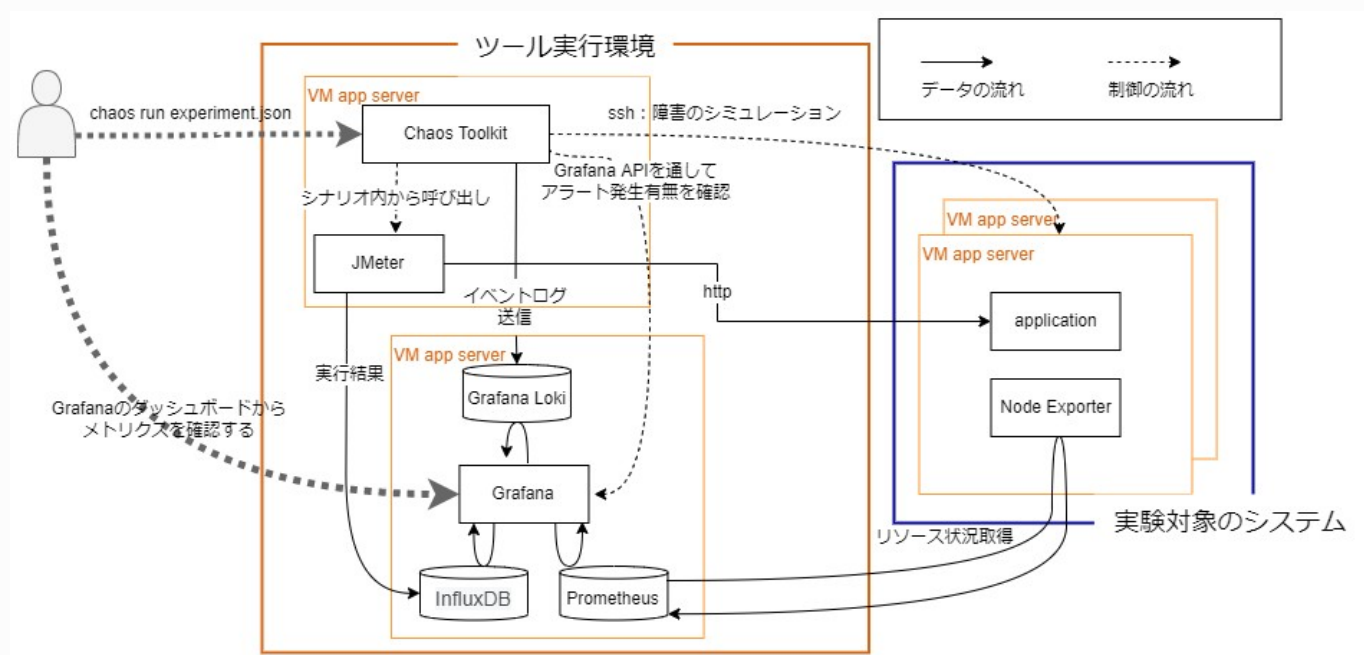 ツール実行環境
データの流れ
制御の流れ
VM app server
chaos run experiment.json
Chaos Toolkit
ssh：障害のシミュレーション
Grafana APIを通して
アラート発生有無を確認
シナリオ内から呼び出し
JMeter
イベントログ
送信
http
VM app server
VM app server
application
Node Exporter
VM app server
実行結果
Grafana Loki
Grafanaのダッシュボードから
メトリクスを確認する
Grafana
リソース状況取得
実験対象のシステム
InfluxDB
Prometheus